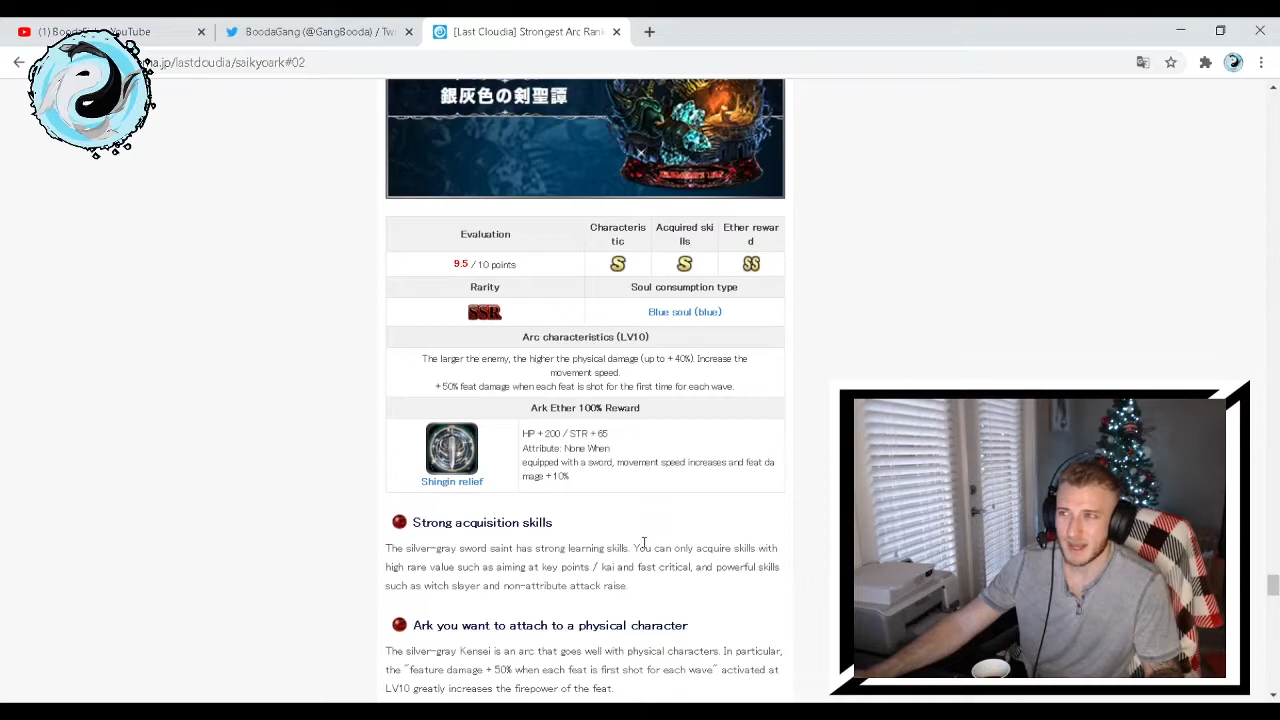 (1) Booda
YouTube
BoodaGang (@GangBooda) / Twi
[Last Cloudia] Strongest Arc Rank
ma.jp/lastcloudia/saikyoark#02
銀灰色の剣聖譚
Evaluation
Characteris
tic
Acquired ski
lls
Ether rewar
d
9.5 / 10 points
S
S
SS
Rarity
Soul consumption type
SSR
Blue soul (blue)
Arc characteristics (LV10)
The larger the enemy, the higher the physical damage (up to + 40%). Increase the
movement speed.
+ 50% feat damage when each feat is shot for the first time for each wave.
Ark Ether 100% Reward
Shingin relief
HP + 200 / STR + 65
Attribute: None When
equipped with a sword, movement speed increases and feat da
mage + 10%
Strong acquisition skills
The silver-gray sword saint has strong learning skills. You can only acquire skills with
high rare value such as aiming at key points / kai and fast critical, and powerful skills
such as witch slayer and non-attribute attack raise.
Ark you want to attach to a physical character
The silver-gray Kensei is an arc that goes well with physical characters. In particular,
the "feature damage + 50% when each feat is first shot for each wave" activated at
LV10 greatly increases the firepower of the feat.